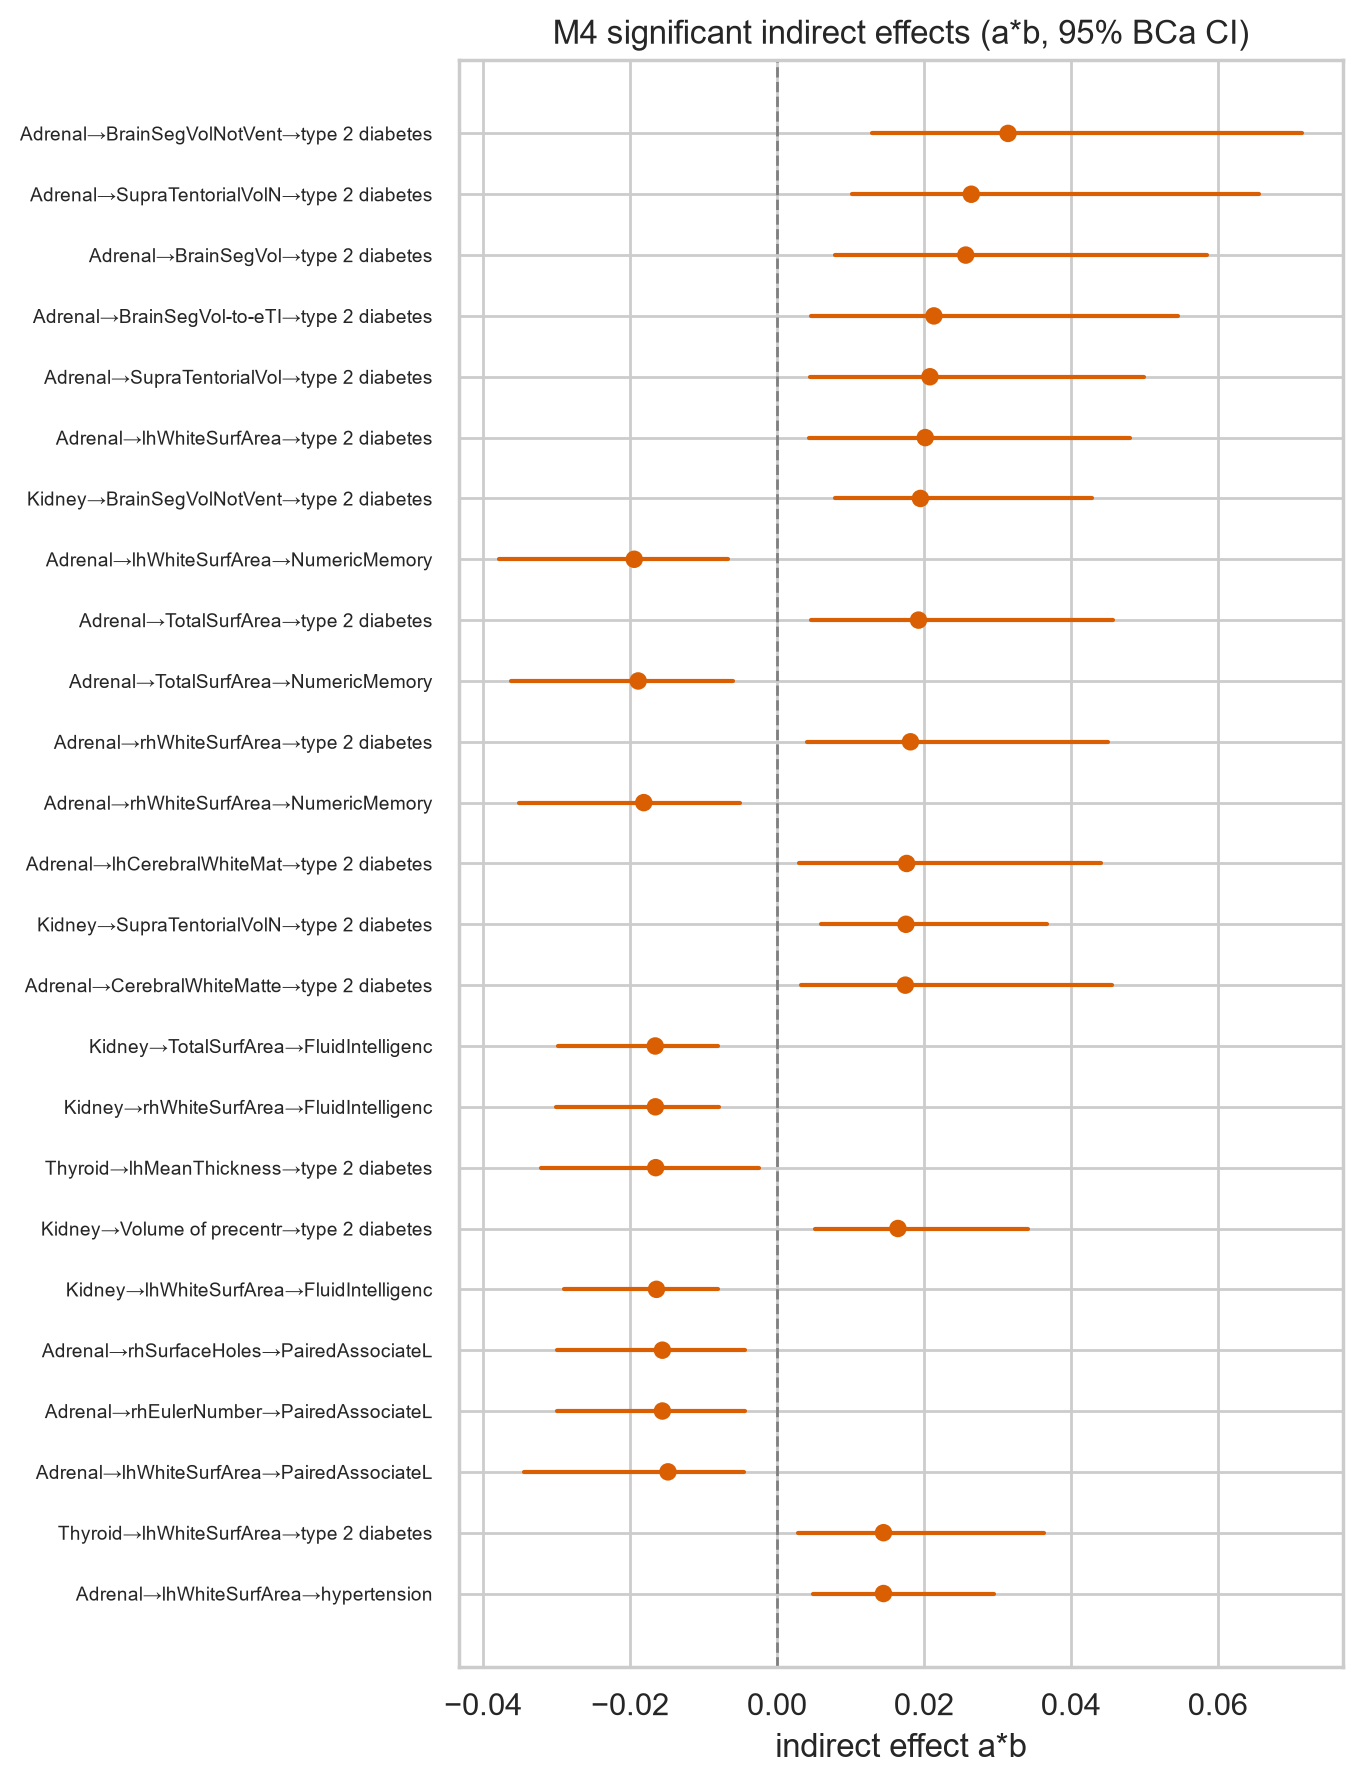 M4 significant indirect effects (a*b, 95% BCa CI)
Adrenal→BrainSegVolNotVent→type 2 diabetes
Adrenal→SupraTentorialVolN→type 2 diabetes
Adrenal→BrainSegVol→type 2 diabetes
Adrenal→BrainSegVol-to-eTI→type 2 diabetes
Adrenal→SupraTentorialVol→type 2 diabetes
Adrenal→lhWhiteSurfArea→type 2 diabetes
Kidney→BrainSegVolNotVent→type 2 diabetes
Adrenal→lhWhiteSurfArea→NumericMemory
Adrenal→TotalSurfArea→type 2 diabetes
Adrenal→TotalSurfArea→NumericMemory
Adrenal→rhWhiteSurfArea→type 2 diabetes
Adrenal→rhWhiteSurfArea→NumericMemory
Adrenal→lhCerebralWhiteMat→type 2 diabetes
Kidney→SupraTentorialVolN→type 2 diabetes
Adrenal→CerebralWhiteMatte→type 2 diabetes
Kidney→TotalSurfArea→FluidIntelligenc
Kidney→rhWhiteSurfArea→FluidIntelligenc
Thyroid→lhMeanThickness→type 2 diabetes
Kidney→Volume of precentr→type 2 diabetes
Kidney→lhWhiteSurfArea→FluidIntelligenc
Adrenal→rhSurfaceHoles→PairedAssociateL
Adrenal→rhEulerNumber→PairedAssociateL
Adrenal→lhWhiteSurfArea→PairedAssociateL
Thyroid→lhWhiteSurfArea→type 2 diabetes
Adrenal→lhWhiteSurfArea→hypertension
−0.04 −0.02 0.00 0.02 0.04 0.06
indirect effect a*b